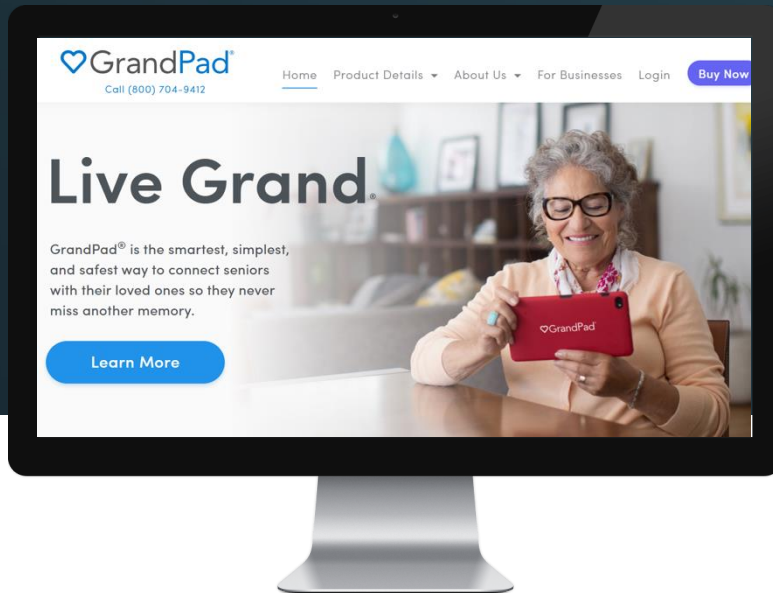 GrandPad®
Call (800) 704-9412
Home Product Details About Us For Businesses Login Buy Now
Live Grand®
GrandPad® is the smartest, simplest,
and safest way to connect seniors
with their loved ones so they never
miss another memory.
Learn More
GrandPad